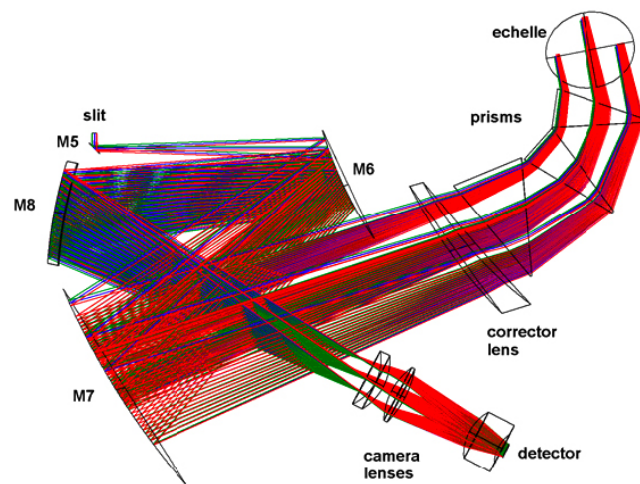 echelle
prisms
slit
M5
M6
M8
M7
corrector
lens
camera
lenses
detector